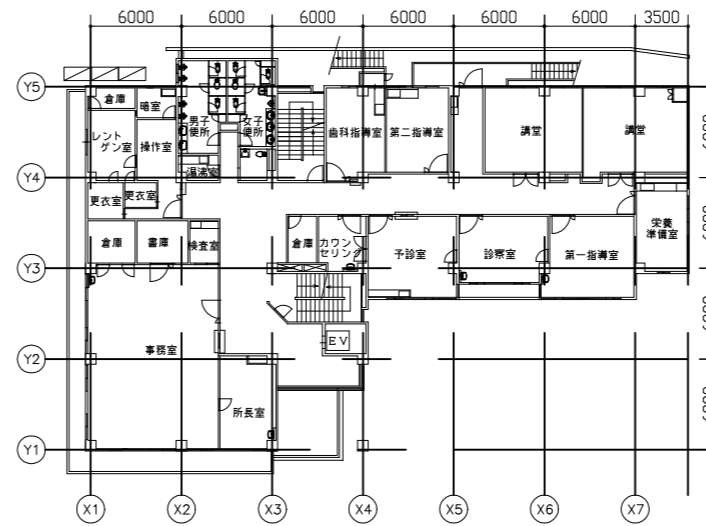 6000 6000 6000 6000 6000 6000 3500
Y5
倉庫
暗室
男子
便所
女子
便所
歯科指導室
第二指導室
講堂
講堂
6000
レント
ゲン室
操作室
湯沸室
Y4
更衣室
更衣室
倉庫
書庫
検査室
倉庫
カウン
セリング
予診室
診察室
第一指導室
栄養
準備室
6000
Y3
事務室
EV
6000
Y2
所長室
6000
Y1
X1 X2 X3 X4 X5 X6 X7